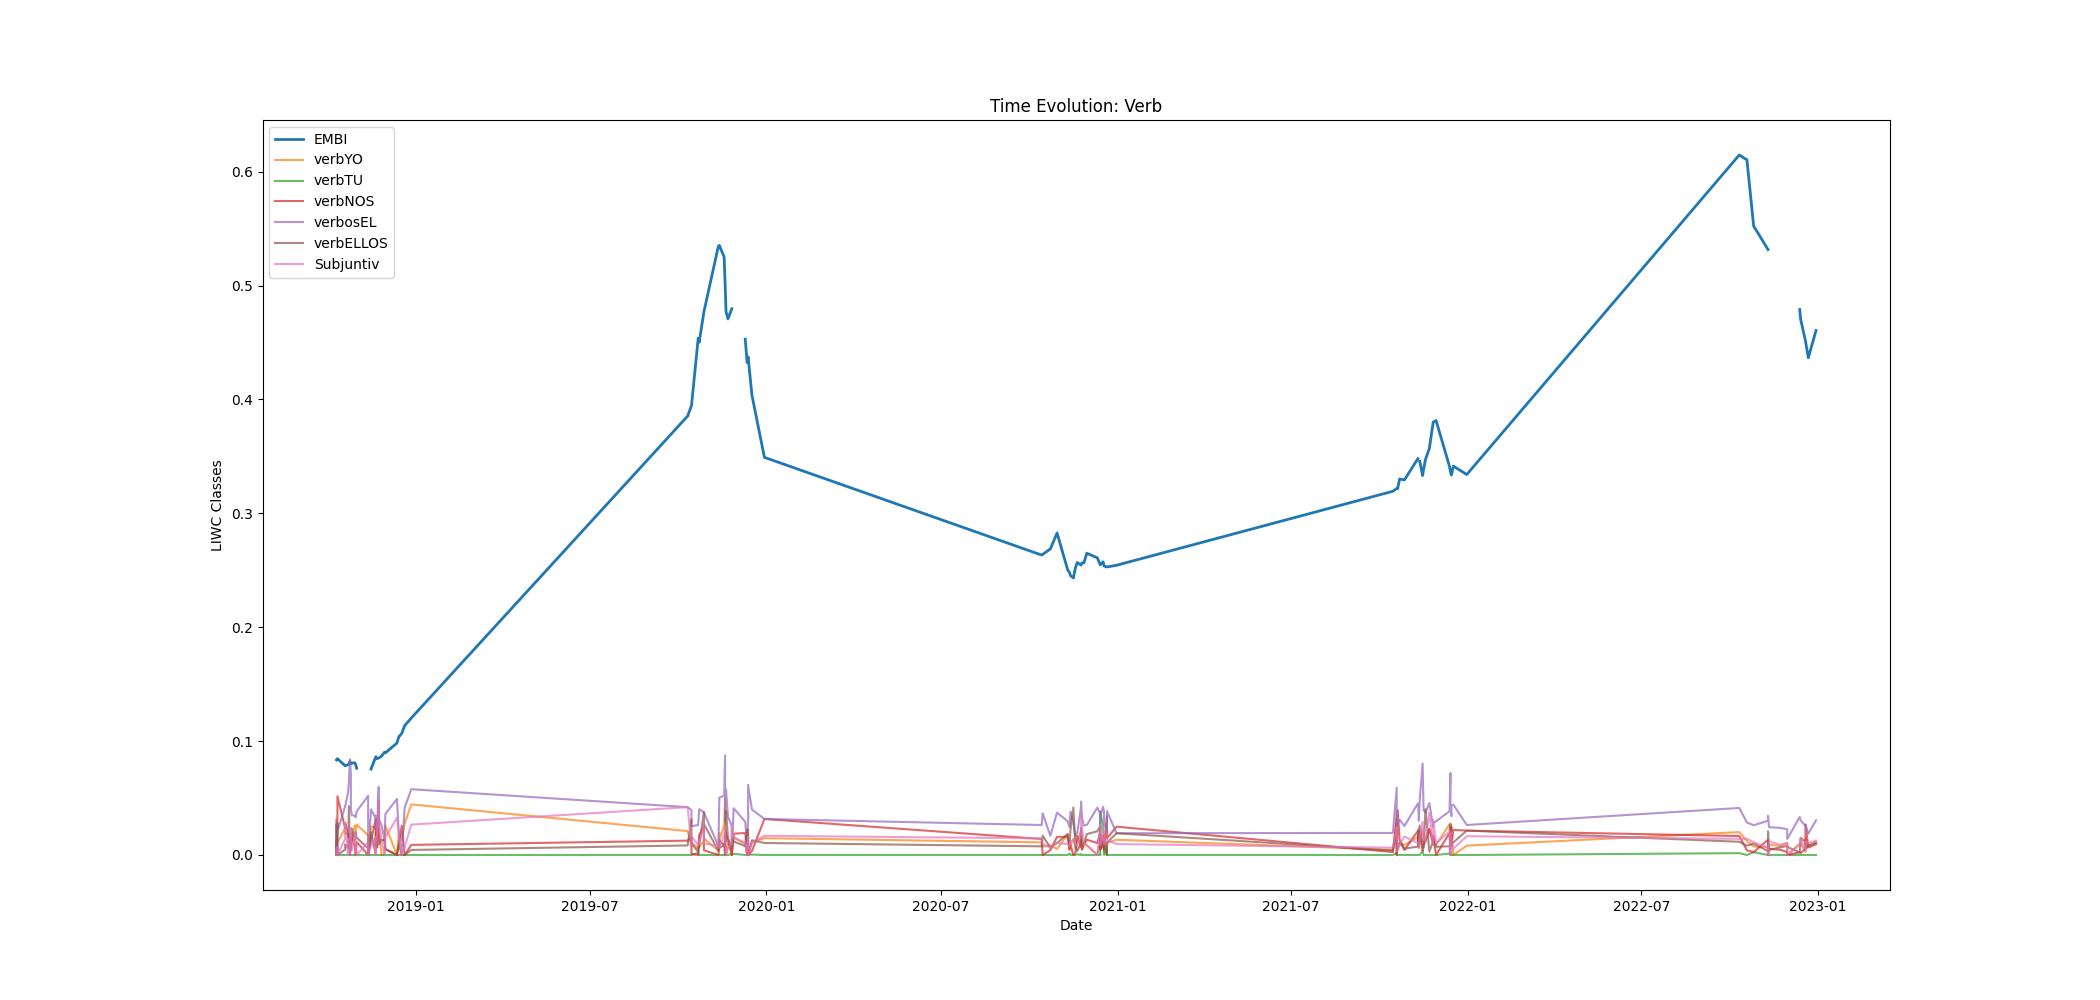 Time Evolution: Verb
EMBI
verbYO
verbTU
verbNOS
verbosEL
verbELLOS
Subjuntiv
LIWC Classes
0.6
0.5
0.4
0.3
0.2
0.1
0.0
2019-01 2019-07 2020-01 2020-07 2021-01 2021-07 2022-01 2022-07 2023-01
Date